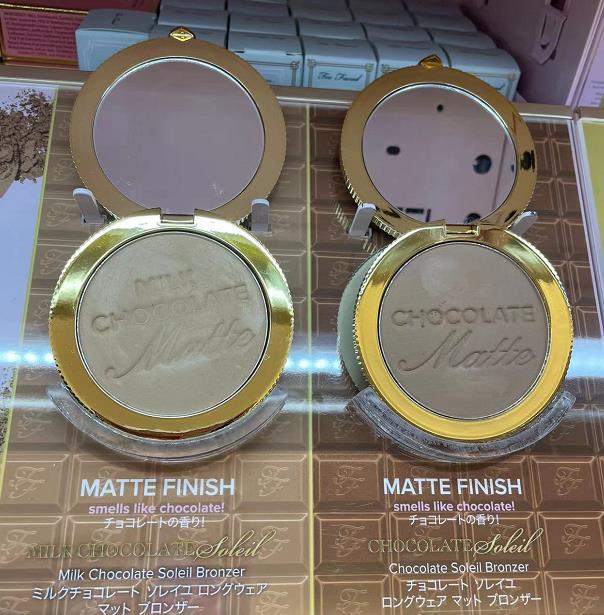 Too Faced
MILK
CHOCOLATE
Matte
CHOCOLATE
Matte
MATTE FINISH
smells like chocolate!
チョコレートの香り!
MILK CHOCOLATE Soleil
Milk Chocolate Soleil Bronzer
ミルクチョコレート ソレイユ ロングウェア
マット ブロンザー
MATTE FINISH
smells like chocolate!
チョコレートの香り!
CHOCOLATE Soleil
Chocolate Soleil Bronzer
チョコレート ソレイユ
ロングウェア マット ブロンザー